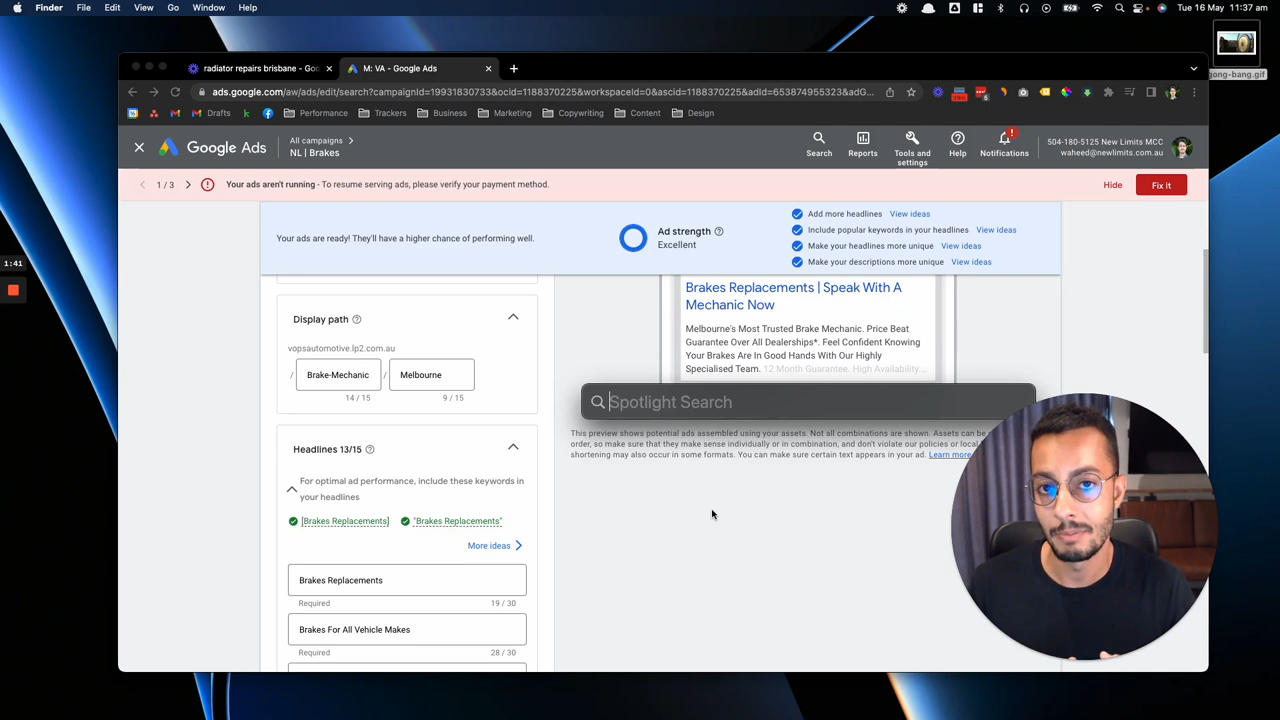 Finder File Edit View Go Window Help
Tue 16 May 11:37 am
gong-bang.gif
radiator repairs brisbane - Goo
M: VA - Google Ads
ads.google.com/aw/ads/edit/search?campaignId=19931830733&ocid=1188370225&workspaceId=0&ascid=1188370225&adId=653874955323&adG...
Drafts
Performance
Trackers
Business
Marketing
Copywriting
Content
Design
Google Ads
All campaigns
NL | Brakes
Search
Reports
Tools and settings
Help
Notifications
504-180-5125 New Limits MCC
waheed@newlimits.com.au
1 / 3
Your ads aren't running - To resume serving ads, please verify your payment method.
Hide
Fix it
Your ads are ready! They'll have a higher chance of performing well.
Ad strength
Excellent
Add more headlines View ideas
Include popular keywords in your headlines View ideas
Make your headlines more unique View ideas
Make your descriptions more unique View ideas
1:41
Display path
vopsautomotive.lp2.com.au
/ Brake-Mechanic / Melbourne
14 / 15
9 / 15
Headlines 13/15
For optimal ad performance, include these keywords in
your headlines
[Brakes Replacements]
"Brakes Replacements"
More ideas
Brakes Replacements
Required
19 / 30
Brakes For All Vehicle Makes
Required
28 / 30
Brakes Replacements | Speak With A
Mechanic Now
Melbourne's Most Trusted Brake Mechanic. Price Beat
Guarantee Over All Dealerships*. Feel Confident Knowing
Your Brakes Are In Good Hands With Our Highly
Specialised Team. 12 Month Guarantee. High Availability....
Spotlight Search
This preview shows potential ads assembled using your assets. Not all combinations are shown. Assets can be
order, so make sure that they make sense individually or in combination, and don't violate our policies or local
shortening may also occur in some formats. You can make sure certain text appears in your ad. Learn more